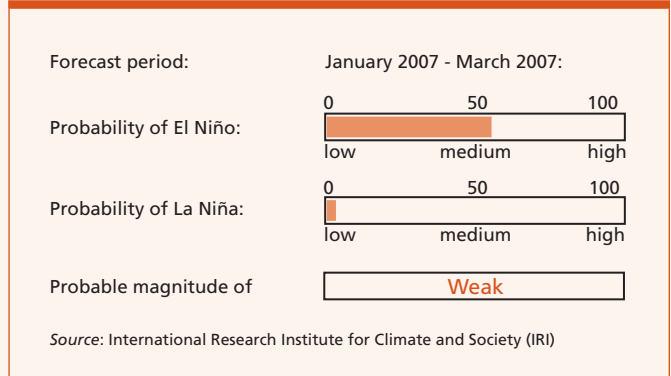 Forecast period: January 2007 - March 2007:
0 50 100
Probability of El Niño:
low medium high
0 50 100
Probability of La Niña:
low medium high
Probable magnitude of Weak
Source: International Research Institute for Climate and Society (IRI)